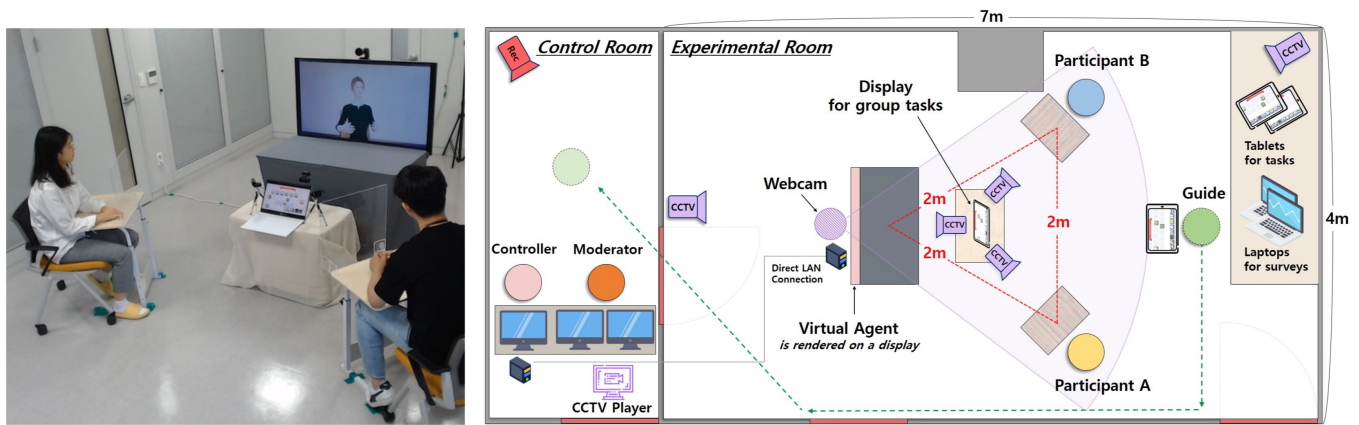 7m
Rec
Control Room
Experimental Room
CCTV
Participant B
Display
for group tasks
Tablets
for tasks
CCTV
Webcam
2m
CCTV
Guide
CCTV
2m
4m
2m
CCTV
Controller
Moderator
Direct LAN
Connection
Laptops
for surveys
Virtual Agent
is rendered on a display
Participant A
CCTV Player